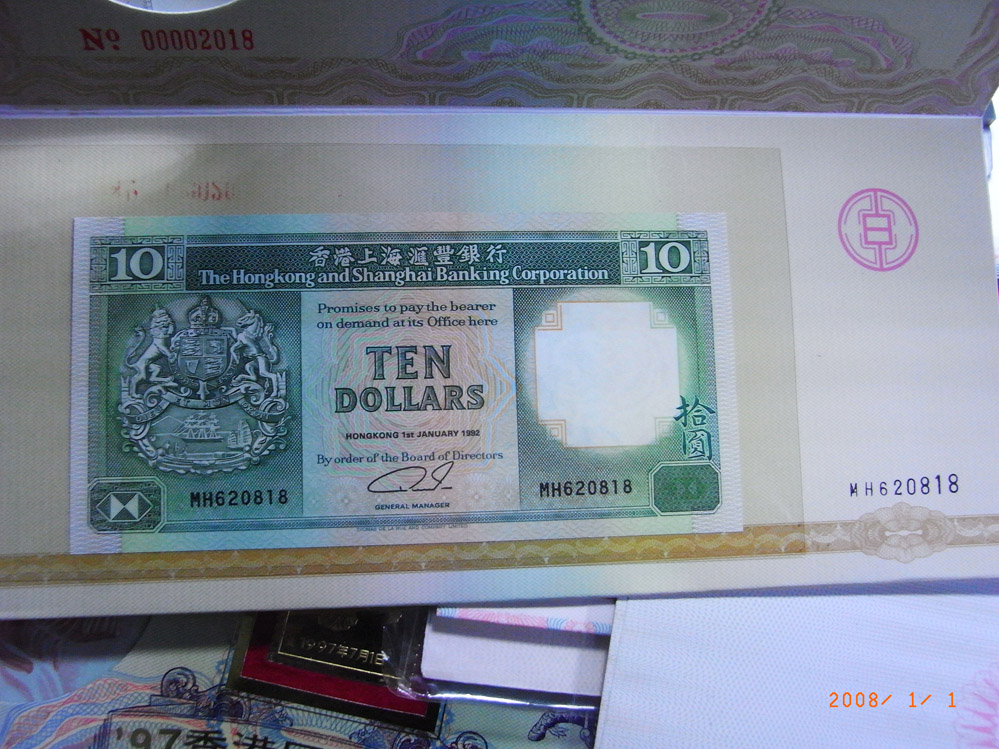 Nº 00002018
10 香港上海滙豐銀行 10
The Hongkong and Shanghai Banking Corporation
Promises to pay the bearer
on demand at its Office here
TEN
DOLLARS
拾圓
HONGKONG 1st JANUARY 1992
By order of the Board of Directors
MH620818
MH620818
MH620818
GENERAL MANAGER
1997年7月1日
'97香港
2008/ 1/ 1